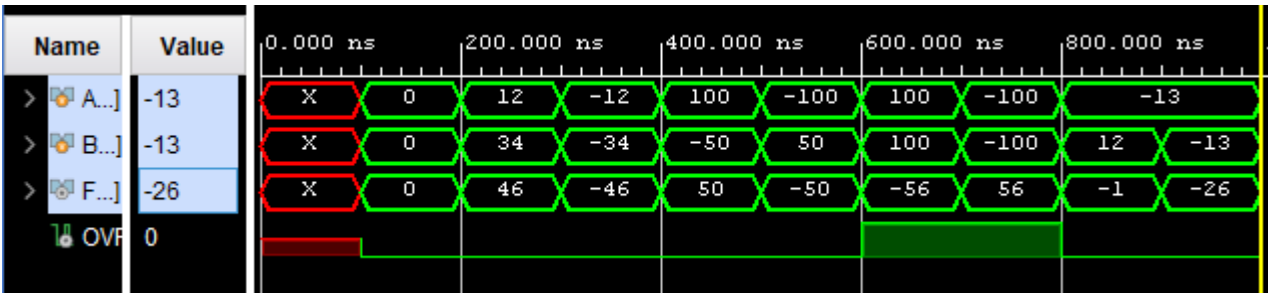 Name Value 0.000 ns 200.000 ns 400.000 ns 600.000 ns 800.000 ns
> A...] -13 X 0 12 -12 100 -100 100 -100 -13
> B...] -13 X 0 34 -34 -50 50 100 -100 12 -13
> F...] -26 X 0 46 -46 50 -50 -56 56 -1 -26
OVF 0